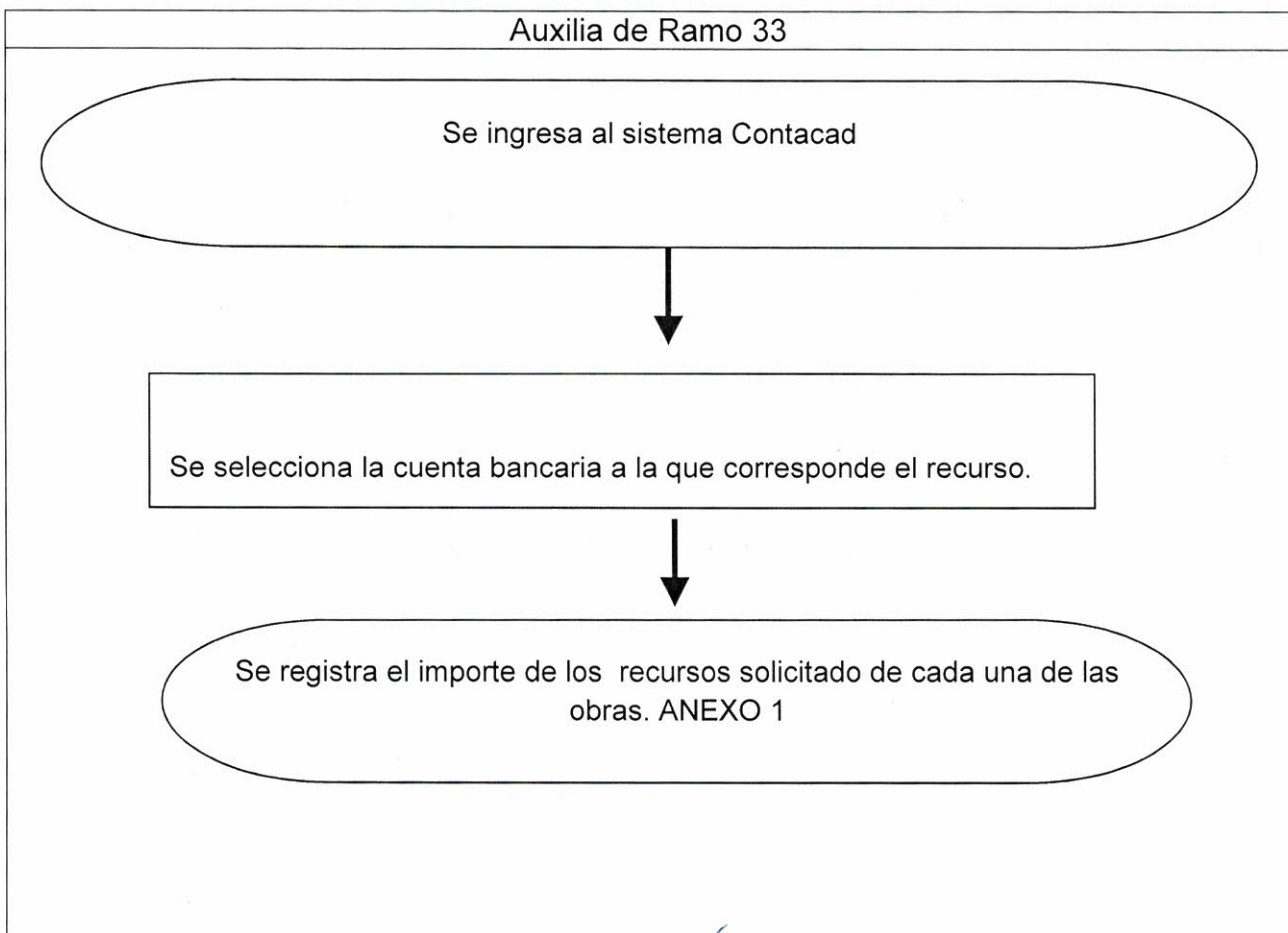 Auxilia de Ramo 33
Se ingresa al sistema Contacad
Se selecciona la cuenta bancaria a la que corresponde el recurso.
Se registra el importe de los recursos solicitado de cada una de las
obras. ANEXO 1